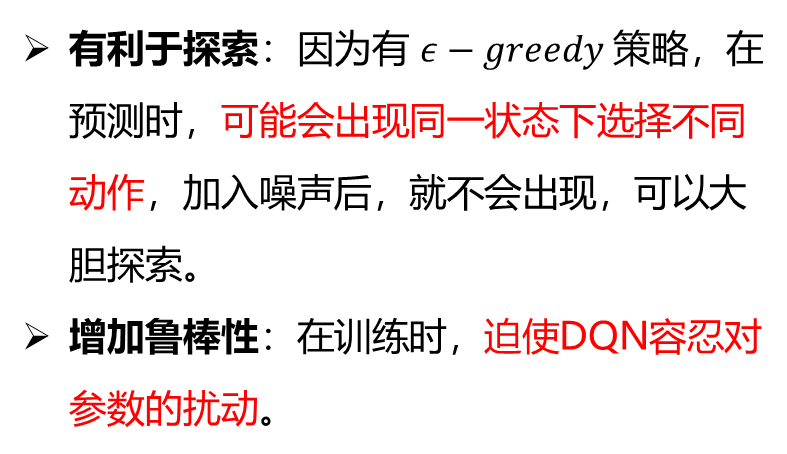 ➢ 有利于探索：因为有 ϵ − greedy 策略，在
预测时，可能会出现同一状态下选择不同
动作，加入噪声后，就不会出现，可以大
胆探索。
➢ 增加鲁棒性：在训练时，迫使DQN容忍对
参数的扰动。